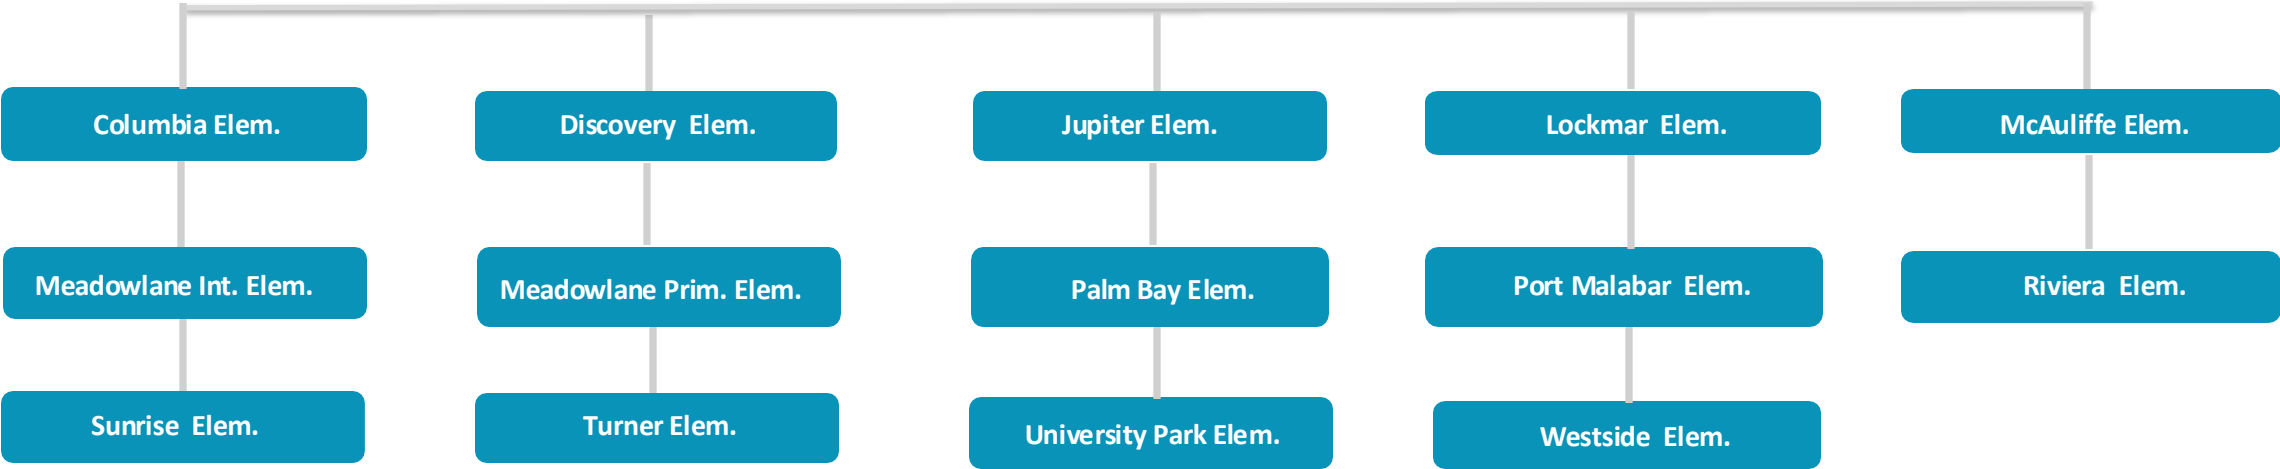 Columbia Elem.
Discovery Elem.
Jupiter Elem.
Lockmar Elem.
McAuliffe Elem.
Meadowlane Int. Elem.
Meadowlane Prim. Elem.
Palm Bay Elem.
Port Malabar Elem.
Riviera Elem.
Sunrise Elem.
Turner Elem.
University Park Elem.
Westside Elem.